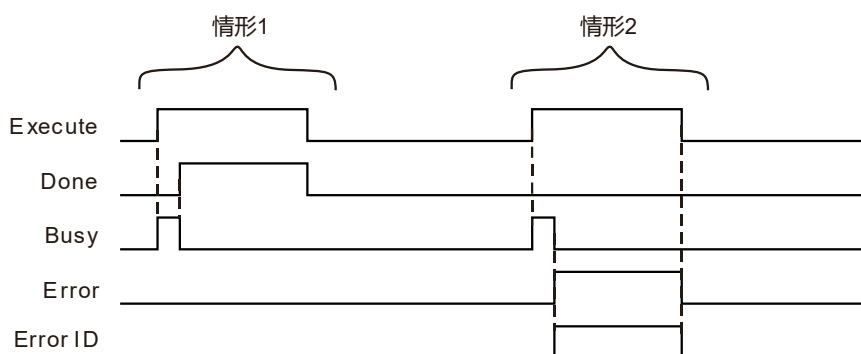 情形1 情形2
Execute
Done
Busy
Error
Error ID